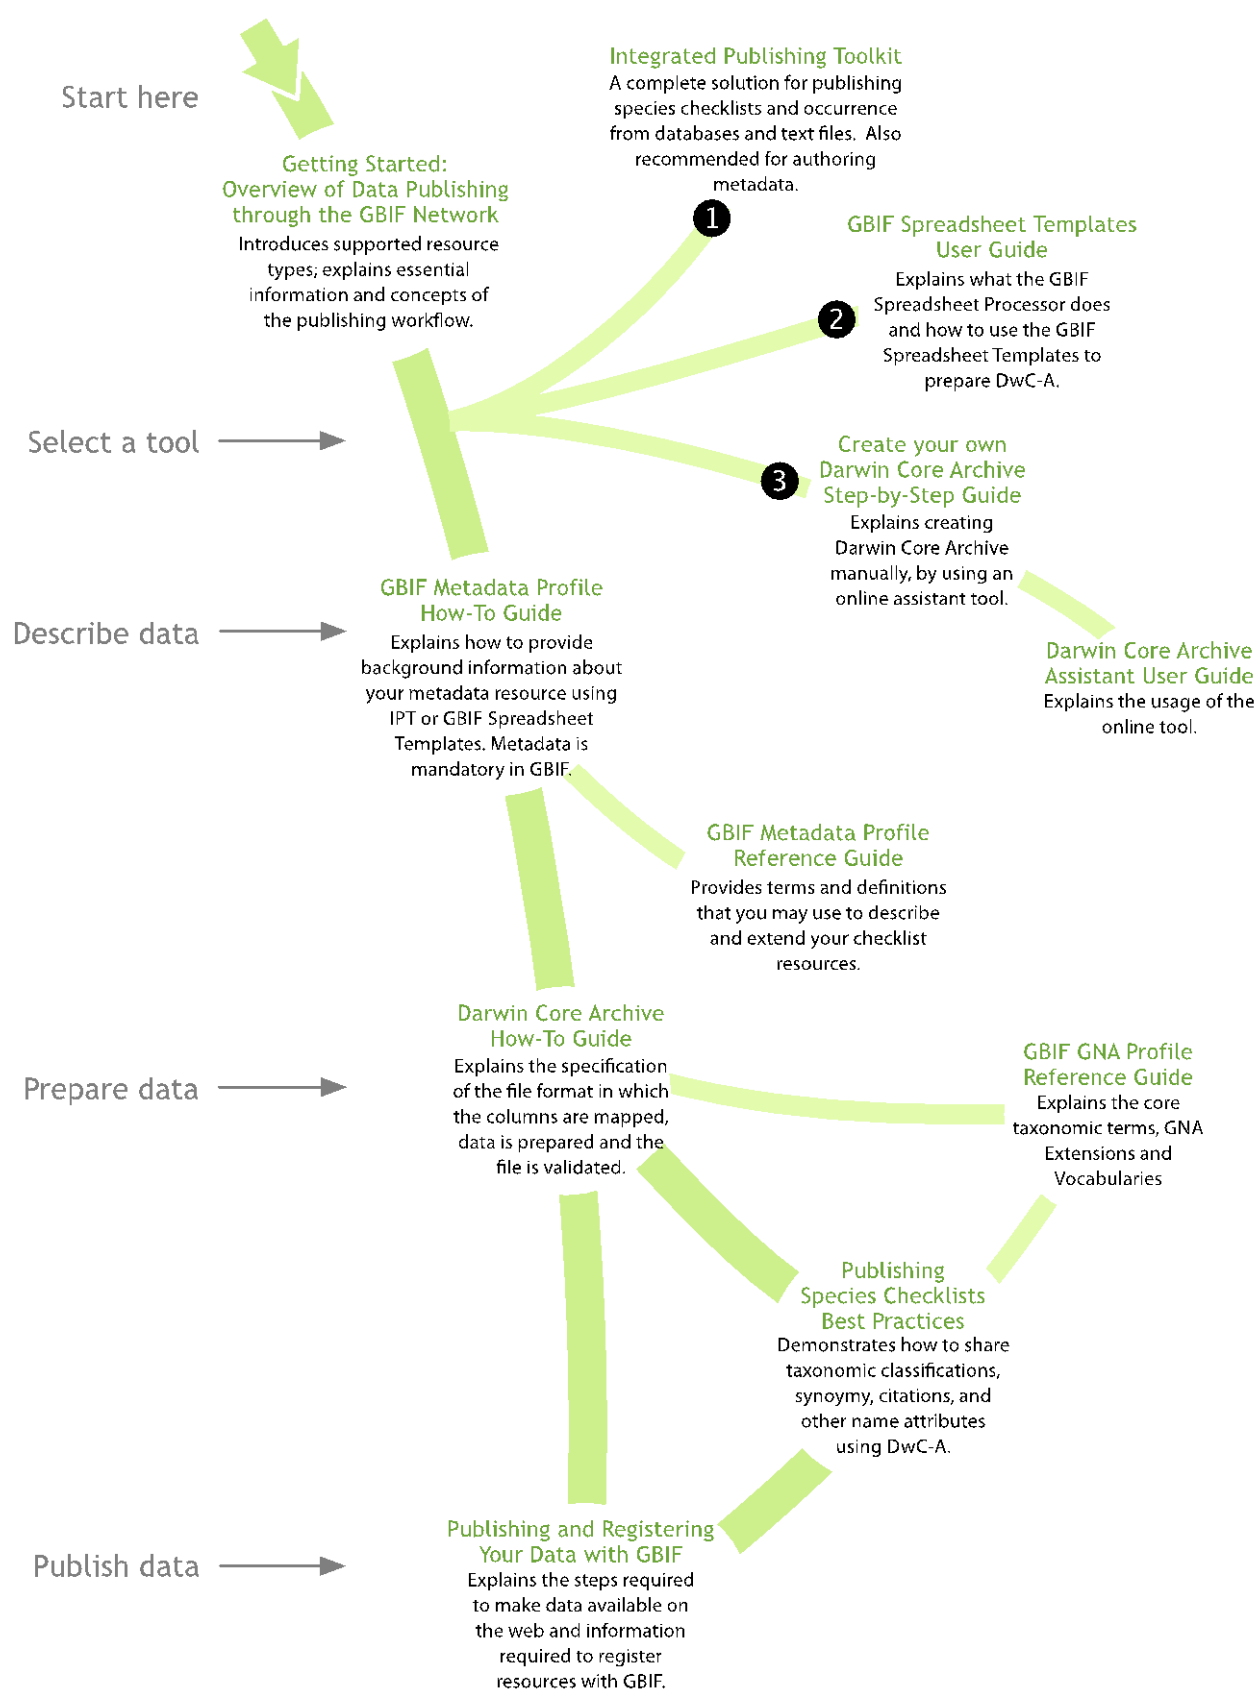 Start here
Getting Started:
Overview of Data Publishing
through the GBIF Network
Introduces supported resource
types; explains essential
information and concepts of
the publishing workflow.
Integrated Publishing Toolkit
A complete solution for publishing
species checklists and occurrence
from databases and text files. Also
recommended for authoring
metadata.
1
GBIF Spreadsheet Templates
User Guide
Explains what the GBIF
Spreadsheet Processor does
and how to use the GBIF
Spreadsheet Templates to
prepare DwC-A.
2
Select a tool
Create your own
Darwin Core Archive
Step-by-Step Guide
Explains creating
Darwin Core Archive
manually, by using an
online assistant tool.
3
Darwin Core Archive
Assistant User Guide
Explains the usage of the
online tool.
Describe data
GBIF Metadata Profile
How-To Guide
Explains how to provide
background information about
your metadata resource using
IPT or GBIF Spreadsheet
Templates. Metadata is
mandatory in GBIF.
GBIF Metadata Profile
Reference Guide
Provides terms and definitions
that you may use to describe
and extend your checklist
resources.
Prepare data
Darwin Core Archive
How-To Guide
Explains the specification
of the file format in which
the columns are mapped,
data is prepared and the
file is validated.
GBIF GNA Profile
Reference Guide
Explains the core
taxonomic terms, GNA
Extensions and
Vocabularies
Publishing
Species Checklists
Best Practices
Demonstrates how to share
taxonomic classifications,
synoymy, citations, and
other name attributes
using DwC-A.
Publish data
Publishing and Registering
Your Data with GBIF
Explains the steps required
to make data available on
the web and information
required to register
resources with GBIF.